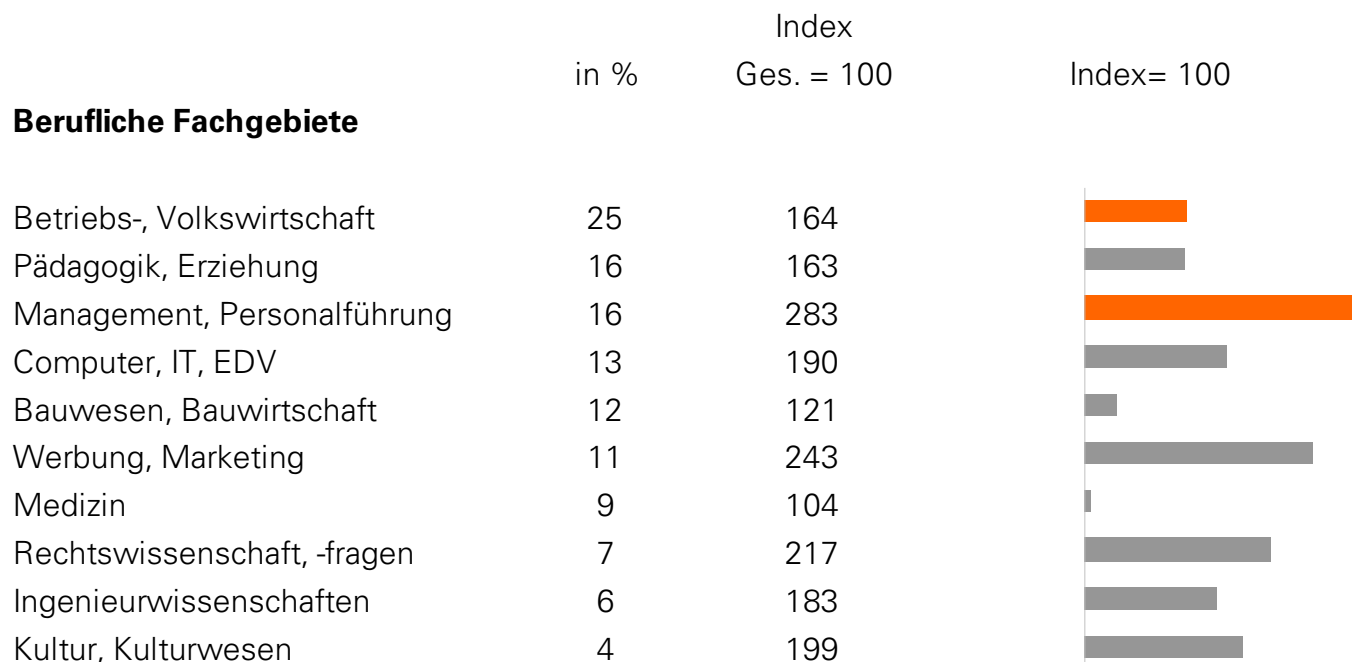 Index
in % Ges. = 100 Index= 100
Berufliche Fachgebiete
Betriebs-, Volkswirtschaft 25 164
Pädagogik, Erziehung 16 163
Management, Personalführung 16 283
Computer, IT, EDV 13 190
Bauwesen, Bauwirtschaft 12 121
Werbung, Marketing 11 243
Medizin 9 104
Rechtswissenschaft, -fragen 7 217
Ingenieurwissenschaften 6 183
Kultur, Kulturwesen 4 199